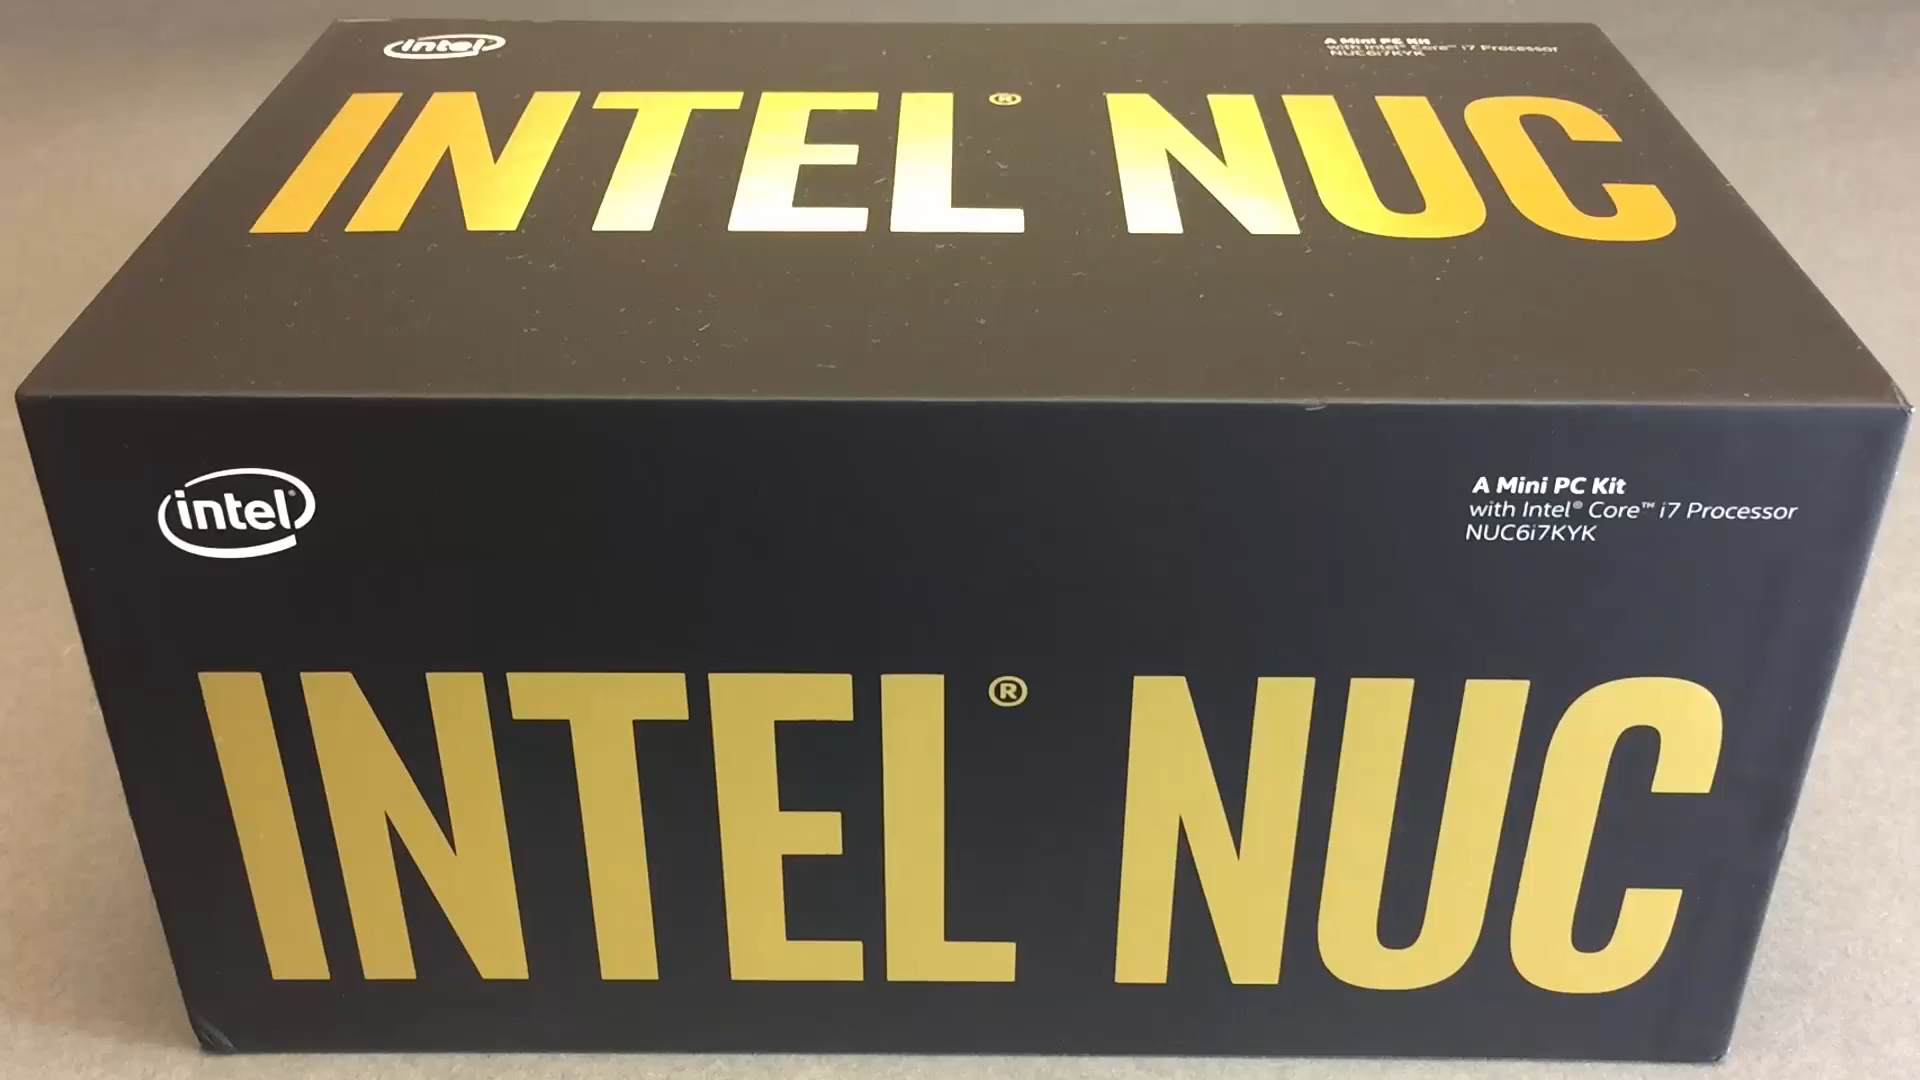 intel
A Mini PC Kit
with Intel® Core™ i7 Processor
NUC6i7KYK
INTEL® NUC
intel®
A Mini PC Kit
with Intel® Core™ i7 Processor
NUC6i7KYK
INTEL® NUC